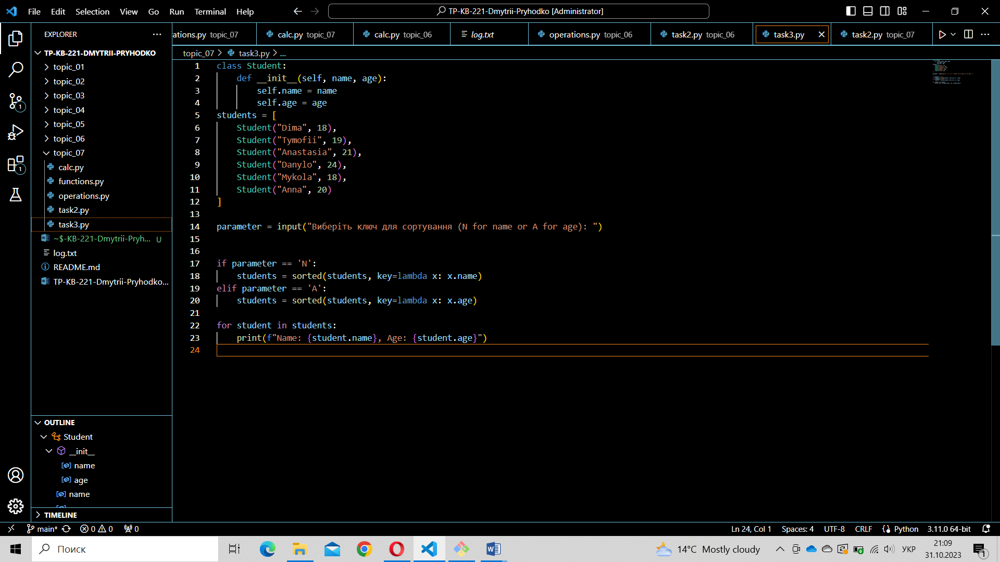 File Edit Selection View Go Run Terminal Help
TP-KB-221-Dmytrii-Pryhodko [Administrator]
EXPLORER
ations.py topic_07
calc.py topic_07
calc.py topic_06
log.txt
operations.py topic_06
task2.py topic_06
task3.py
task2.py topic_07
topic_07 > task3.py > ...
TP-KB-221-DMYTRII-PRYHODKO
topic_01
topic_02
topic_03
topic_04
topic_05
topic_06
topic_07
calc.py
functions.py
operations.py
task2.py
task3.py
~$-KB-221-Dmytrii-Pryh... U
log.txt
README.md
TP-KB-221-Dmytrii-Pryhodko...
1
1
OUTLINE
Student
__init__
name
age
name
TIMELINE
1 class Student:
2 def __init__(self, name, age):
3 self.name = name
4 self.age = age
5 students = [
6 Student("Dima", 18),
7 Student("Tymofii", 19),
8 Student("Anastasia", 21),
9 Student("Danylo", 24),
10 Student("Mykola", 18),
11 Student("Anna", 20)
12 ]
13
14 parameter = input("Виберіть ключ для сортування (N for name or A for age): ")
15
16
17 if parameter == 'N':
18 students = sorted(students, key=lambda x: x.name)
19 elif parameter == 'A':
20 students = sorted(students, key=lambda x: x.age)
21
22 for student in students:
23 print(f"Name: {student.name}, Age: {student.age}")
24
main* 0 0 0
Ln 24, Col 1 Spaces: 4 UTF-8 CRLF Python 3.11.0 64-bit
Поиск
14°C Mostly cloudy
УКР
21:09
31.10.2023
1